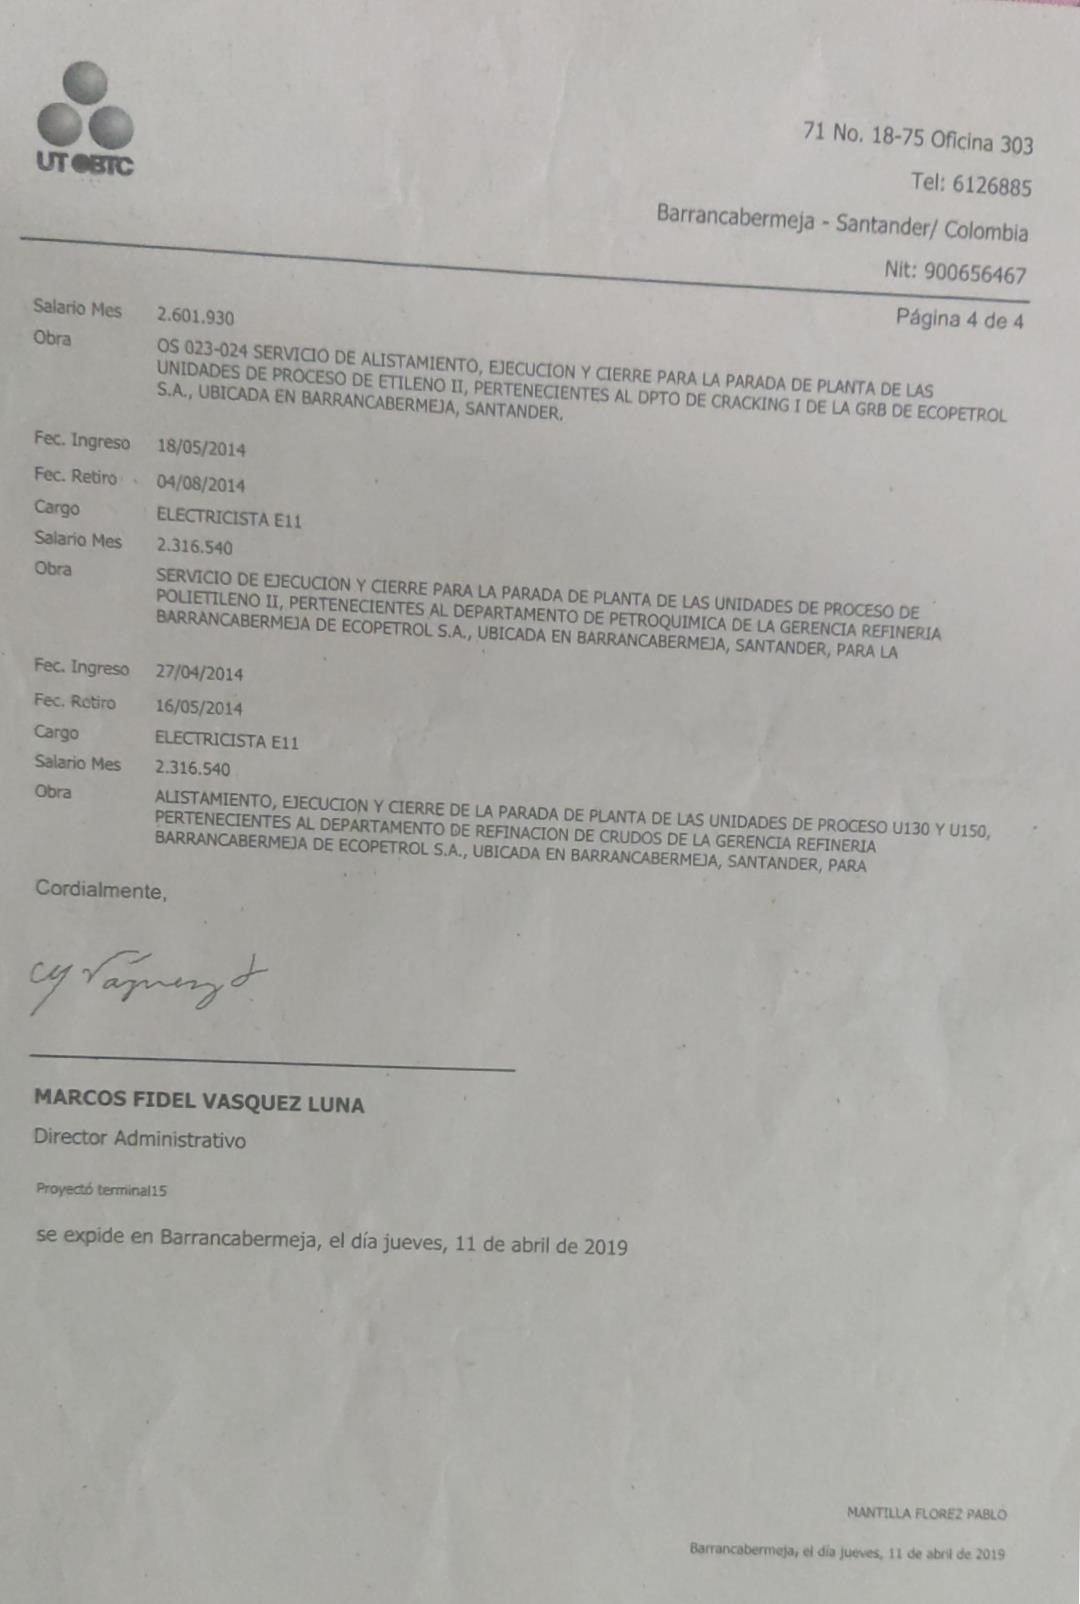 UT OBTC
71 No. 18-75 Oficina 303
Tel: 6126885
Barrancabermeja - Santander/ Colombia
Nit: 900656467
Página 4 de 4
Salario Mes 2.601.930
Obra OS 023-024 SERVICIO DE ALISTAMIENTO, EJECUCION Y CIERRE PARA LA PARADA DE PLANTA DE LAS
UNIDADES DE PROCESO DE ETILENO II, PERTENECIENTES AL DPTO DE CRACKING I DE LA GRB DE ECOPETROL
S.A., UBICADA EN BARRANCABERMEJA, SANTANDER.
Fec. Ingreso 18/05/2014
Fec. Retiro 04/08/2014
Cargo ELECTRICISTA E11
Salario Mes 2.316.540
Obra SERVICIO DE EJECUCION Y CIERRE PARA LA PARADA DE PLANTA DE LAS UNIDADES DE PROCESO DE
POLIETILENO II, PERTENECIENTES AL DEPARTAMENTO DE PETROQUIMICA DE LA GERENCIA REFINERIA
BARRANCABERMEJA DE ECOPETROL S.A., UBICADA EN BARRANCABERMEJA, SANTANDER, PARA LA
Fec. Ingreso 27/04/2014
Fec. Retiro 16/05/2014
Cargo ELECTRICISTA E11
Salario Mes 2.316.540
Obra ALISTAMIENTO, EJECUCION Y CIERRE DE LA PARADA DE PLANTA DE LAS UNIDADES DE PROCESO U130 Y U150,
PERTENECIENTES AL DEPARTAMENTO DE REFINACION DE CRUDOS DE LA GERENCIA REFINERIA
BARRANCABERMEJA DE ECOPETROL S.A., UBICADA EN BARRANCABERMEJA, SANTANDER, PARA
Cordialmente,
MARCOS FIDEL VASQUEZ LUNA
Director Administrativo
Proyectó terminal15
se expide en Barrancabermeja, el día jueves, 11 de abril de 2019
MANTILLA FLOREZ PABLO
Barrancabermeja, el día jueves, 11 de abril de 2019